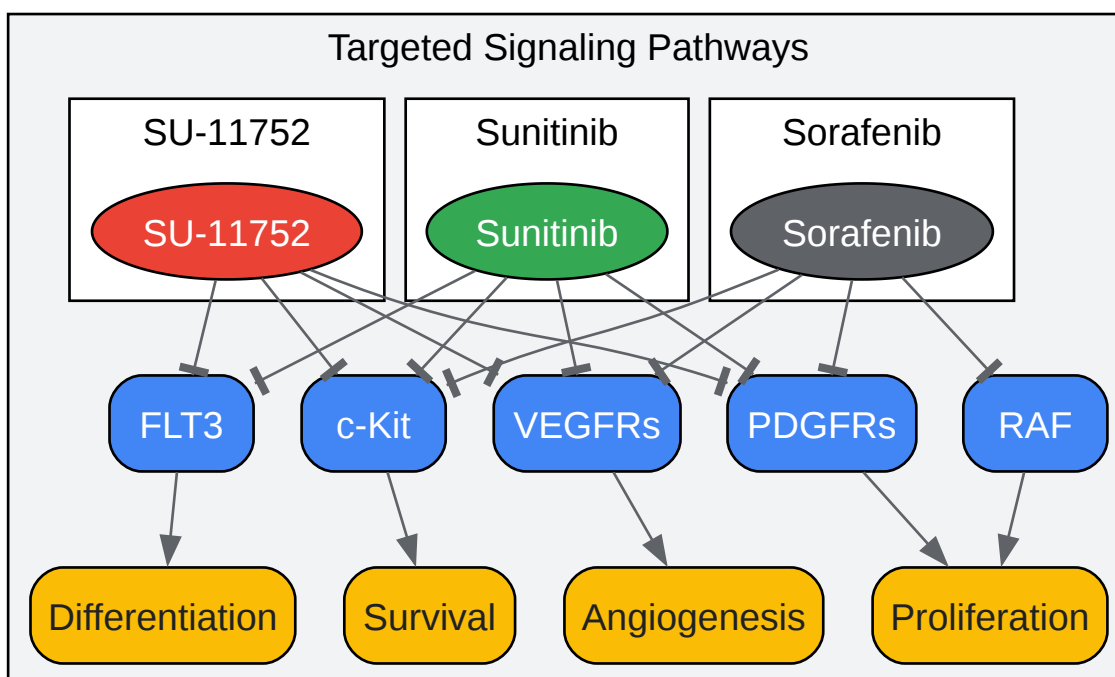 Targeted Signaling Pathways
SU-11752
Sunitinib
Sorafenib
SU-11752
Sunitinib
Sorafenib
FLT3
c-Kit
VEGFRs
PDGFRs
RAF
Differentiation
Survival
Angiogenesis
Proliferation